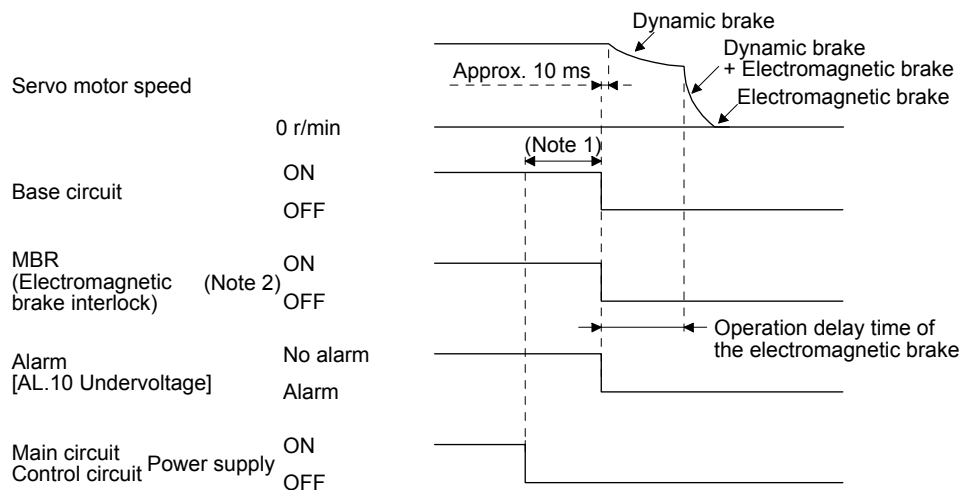 Dynamic brake
Dynamic brake
+ Electromagnetic brake
Approx. 10 ms
Servo motor speed
Electromagnetic brake
0 r/min
(Note 1)
ON
Base circuit
OFF
MBR
(Electromagnetic
brake interlock)
(Note 2)
ON
OFF
Operation delay time of
the electromagnetic brake
No alarm
Alarm
[AL.10 Undervoltage]
Alarm
Main circuit
Control circuit
Power supply
ON
OFF